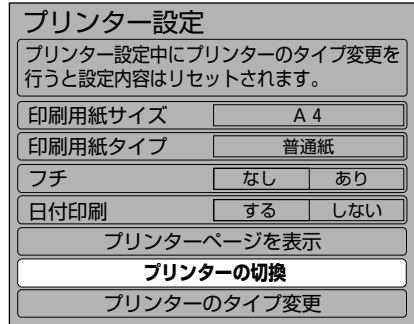 プリンター設定
プリンター設定中にプリンターのタイプ変更を
行うと設定内容はリセットされます。
印刷用紙サイズ A4
印刷用紙タイプ 普通紙
フチ なし あり
日付印刷 する しない
プリンターページを表示
プリンターの切換
プリンターのタイプ変更